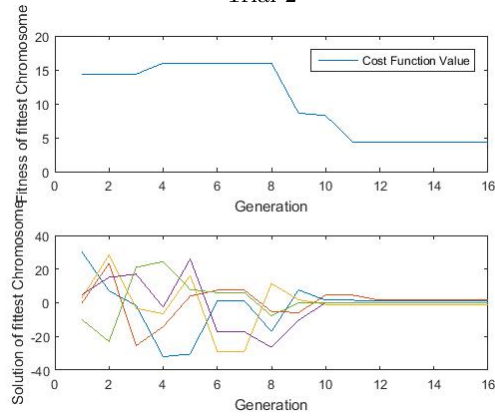 Trial 2
Fitness of fittest Chromosome
20
15
10
5
0
Cost Function Value
0 2 4 6 8 10 12 14 16
Generation
Solution of fittest Chromosome
40
20
0
-20
-40
0 2 4 6 8 10 12 14 16
Generation